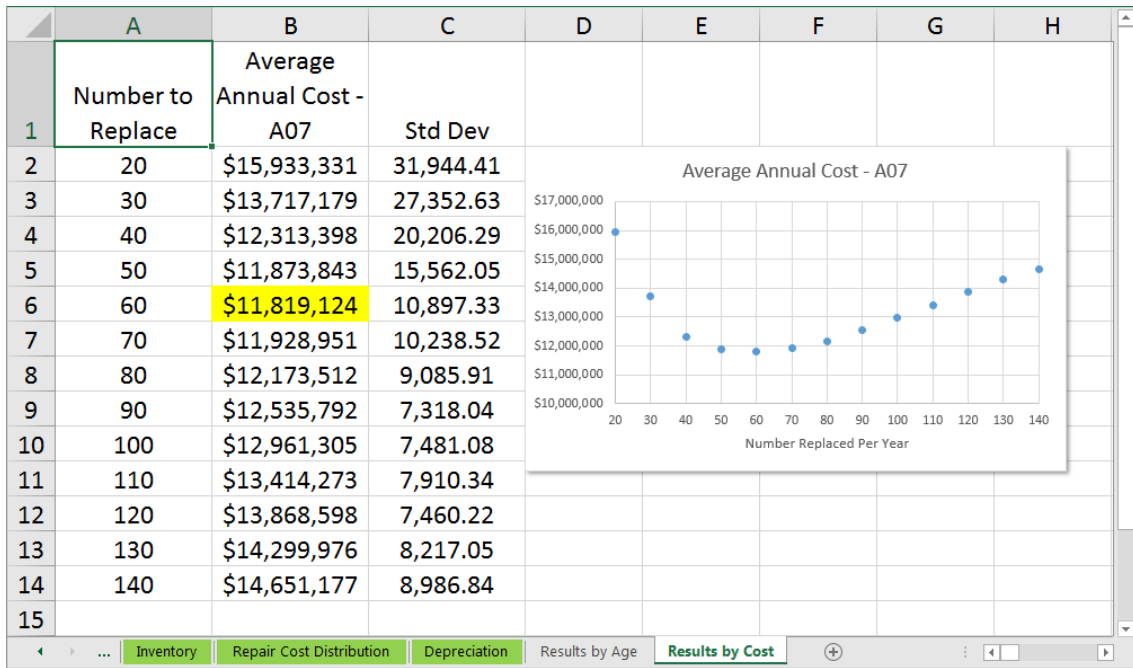 A B C D E F G H
Average
Number to Annual Cost -
1 Replace A07 Std Dev
2 20 $15,933,331 31,944.41
3 30 $13,717,179 27,352.63
4 40 $12,313,398 20,206.29
5 50 $11,873,843 15,562.05
6 60 $11,819,124 10,897.33
7 70 $11,928,951 10,238.52
8 80 $12,173,512 9,085.91
9 90 $12,535,792 7,318.04
10 100 $12,961,305 7,481.08
11 110 $13,414,273 7,910.34
12 120 $13,868,598 7,460.22
13 130 $14,299,976 8,217.05
14 140 $14,651,177 8,986.84
15
Average Annual Cost - A07
$17,000,000
$16,000,000
$15,000,000
$14,000,000
$13,000,000
$12,000,000
$11,000,000
$10,000,000
20 30 40 50 60 70 80 90 100 110 120 130 140
Number Replaced Per Year
... Inventory Repair Cost Distribution Depreciation Results by Age Results by Cost